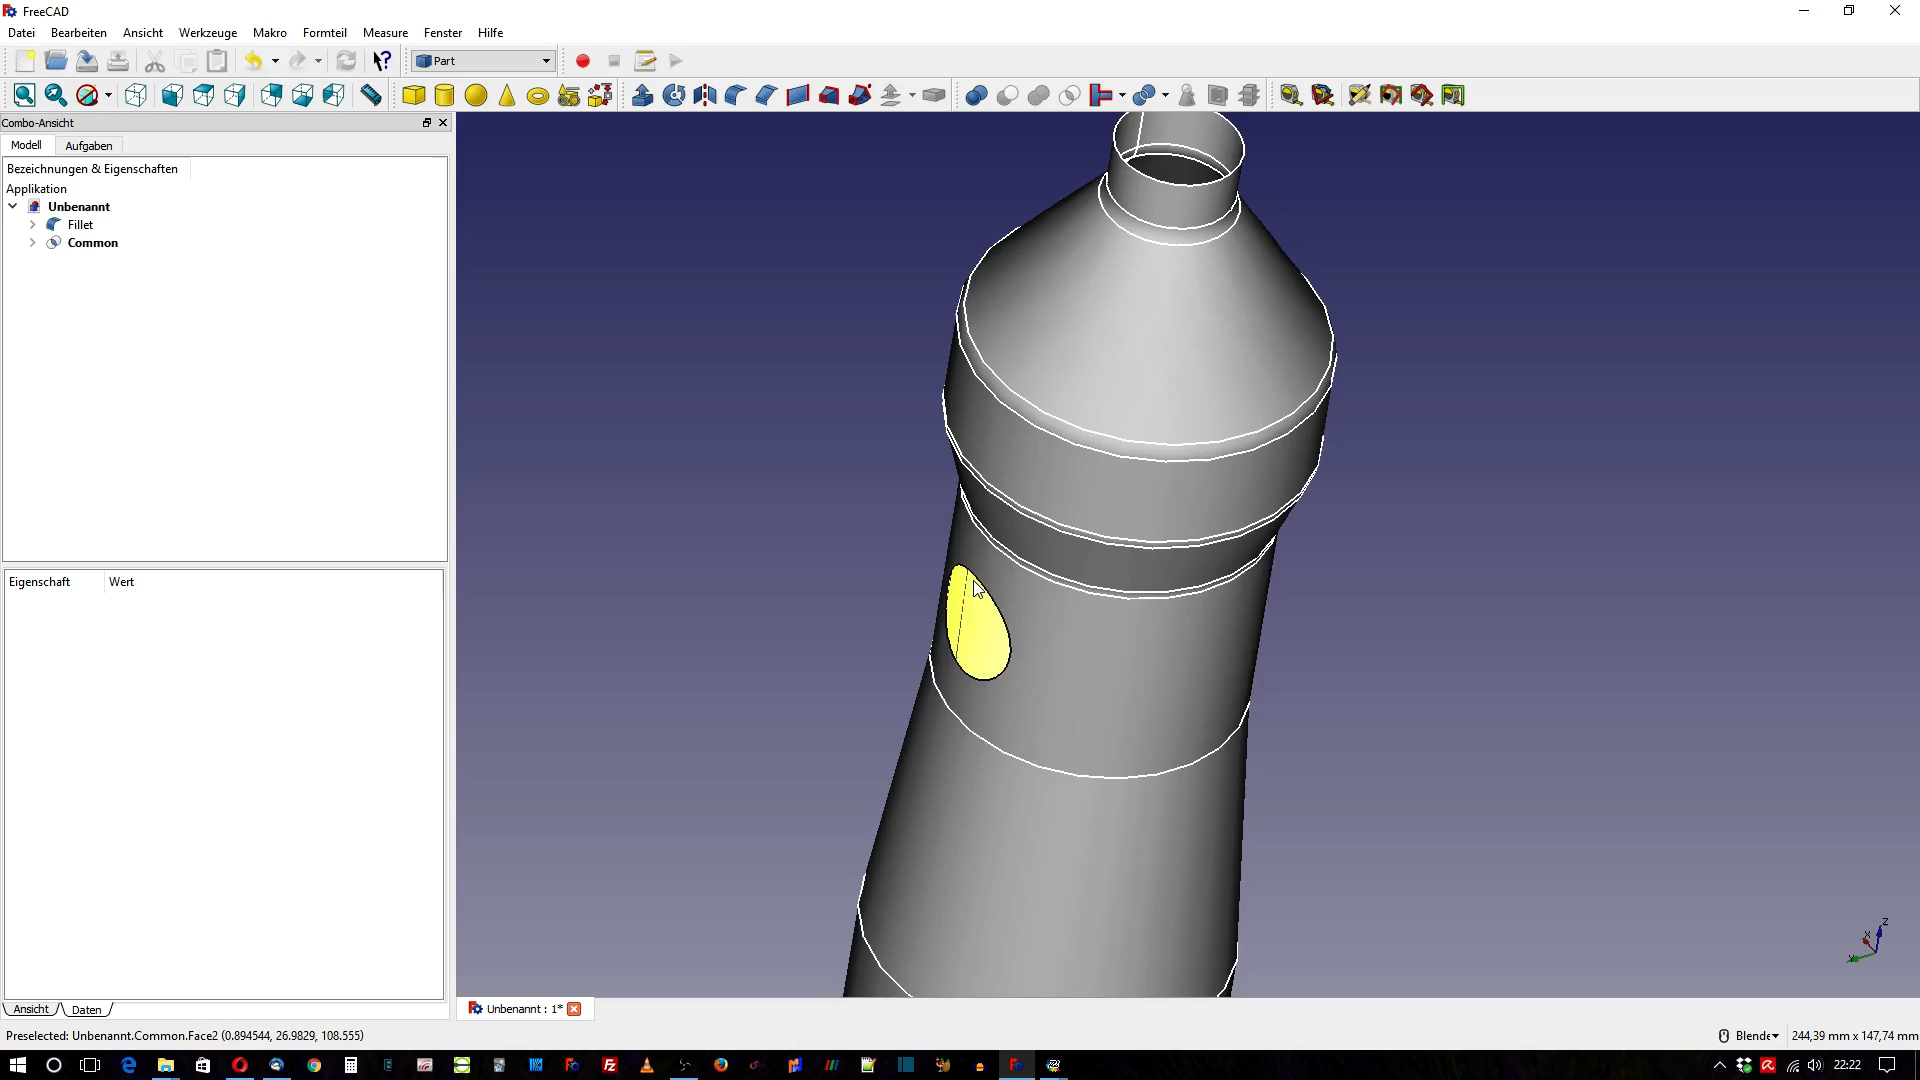 FreeCAD
Datei Bearbeiten Ansicht Werkzeuge Makro Formteil Measure Fenster Hilfe
Part
Combo-Ansicht
Modell Aufgaben
Bezeichnungen & Eigenschaften
Applikation
Unbenannt
Fillet
Common
Eigenschaft Wert
Z
X
Y
Ansicht Daten
Unbenannt : 1*
Preselected: Unbenannt.Common.Face2 (0.894544, 26.9829, 108.555)
Blende 244,39 mm x 147,74 mm
22:22